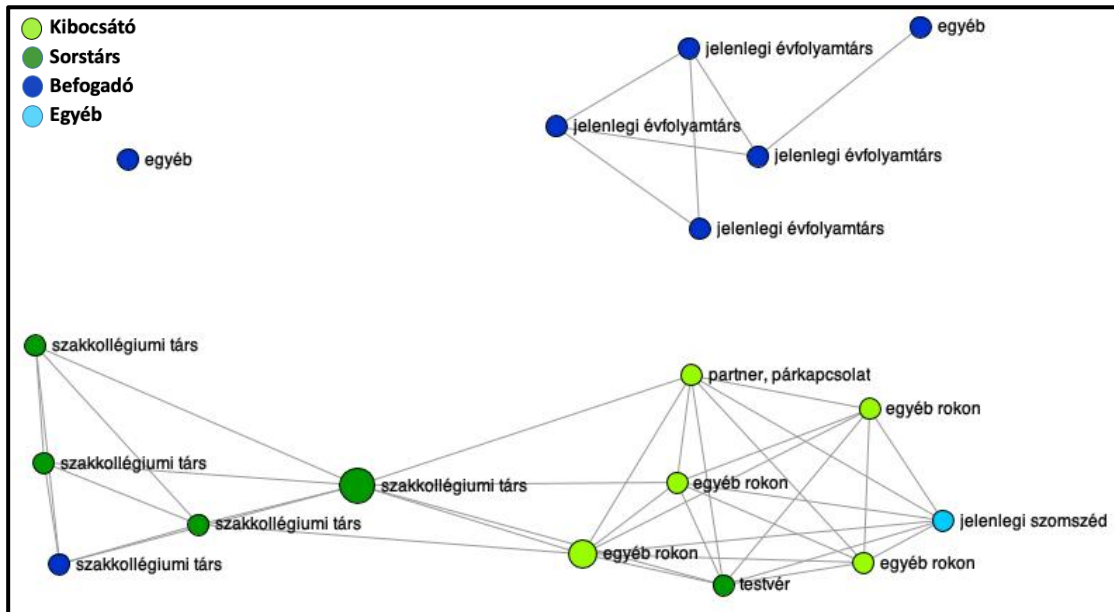 Kibocsátó
Sorstárs
Befogadó
Egyéb
egyéb
jelenlegi évfolyamtárs
jelenlegi évfolyamtárs
jelenlegi évfolyamtárs
egyéb
jelenlegi évfolyamtárs
szakkollégiumi társ
partner, párkapcsolat
egyéb rokon
szakkollégiumi társ
szakkollégiumi társ
egyéb rokon
szakkollégiumi társ
jelenlegi szomszéd
szakkollégiumi társ
egyéb rokon
egyéb rokon
testvér